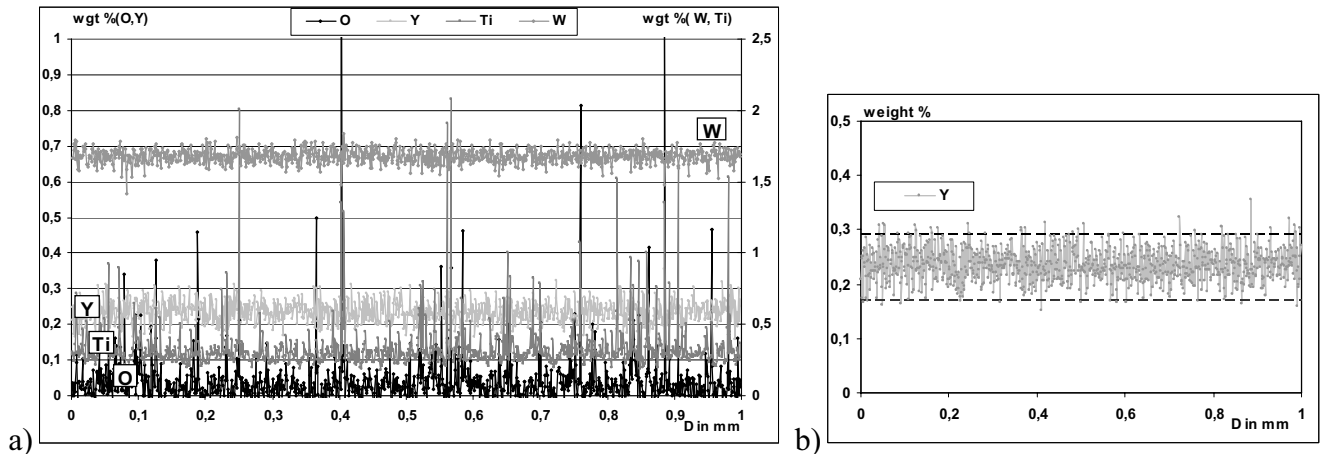 wgt %(O,Y)
wgt %( W, Ti)
O Y Ti W
1
0,9
0,8
0,7
0,6
0,5
0,4
0,3
0,2
0,1
0
2,5
2
1,5
1
0,5
0
W
Y
Ti
O
0 0,1 0,2 0,3 0,4 0,5 0,6 0,7 0,8 0,9 1
D in mm
a)
weight %
0,5
0,4
0,3
0,2
0,1
0
Y
0 0,2 0,4 0,6 0,8 1
D in mm
b)